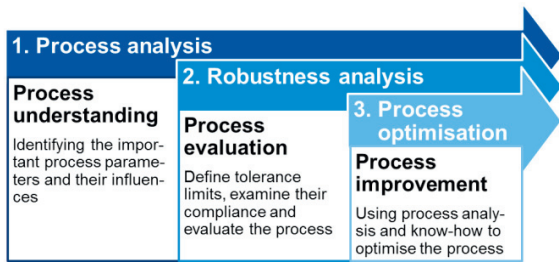 1. Process analysis
Process
understanding
Identifying the impor-
tant process parame-
ters and their influen-
ces
2. Robustness analysis
Process
evaluation
Define tolerance
limits, examine their
compliance and
evaluate the process
3. Process
optimisation
Process
improvement
Using process analy-
sis and know-how to
optimise the process